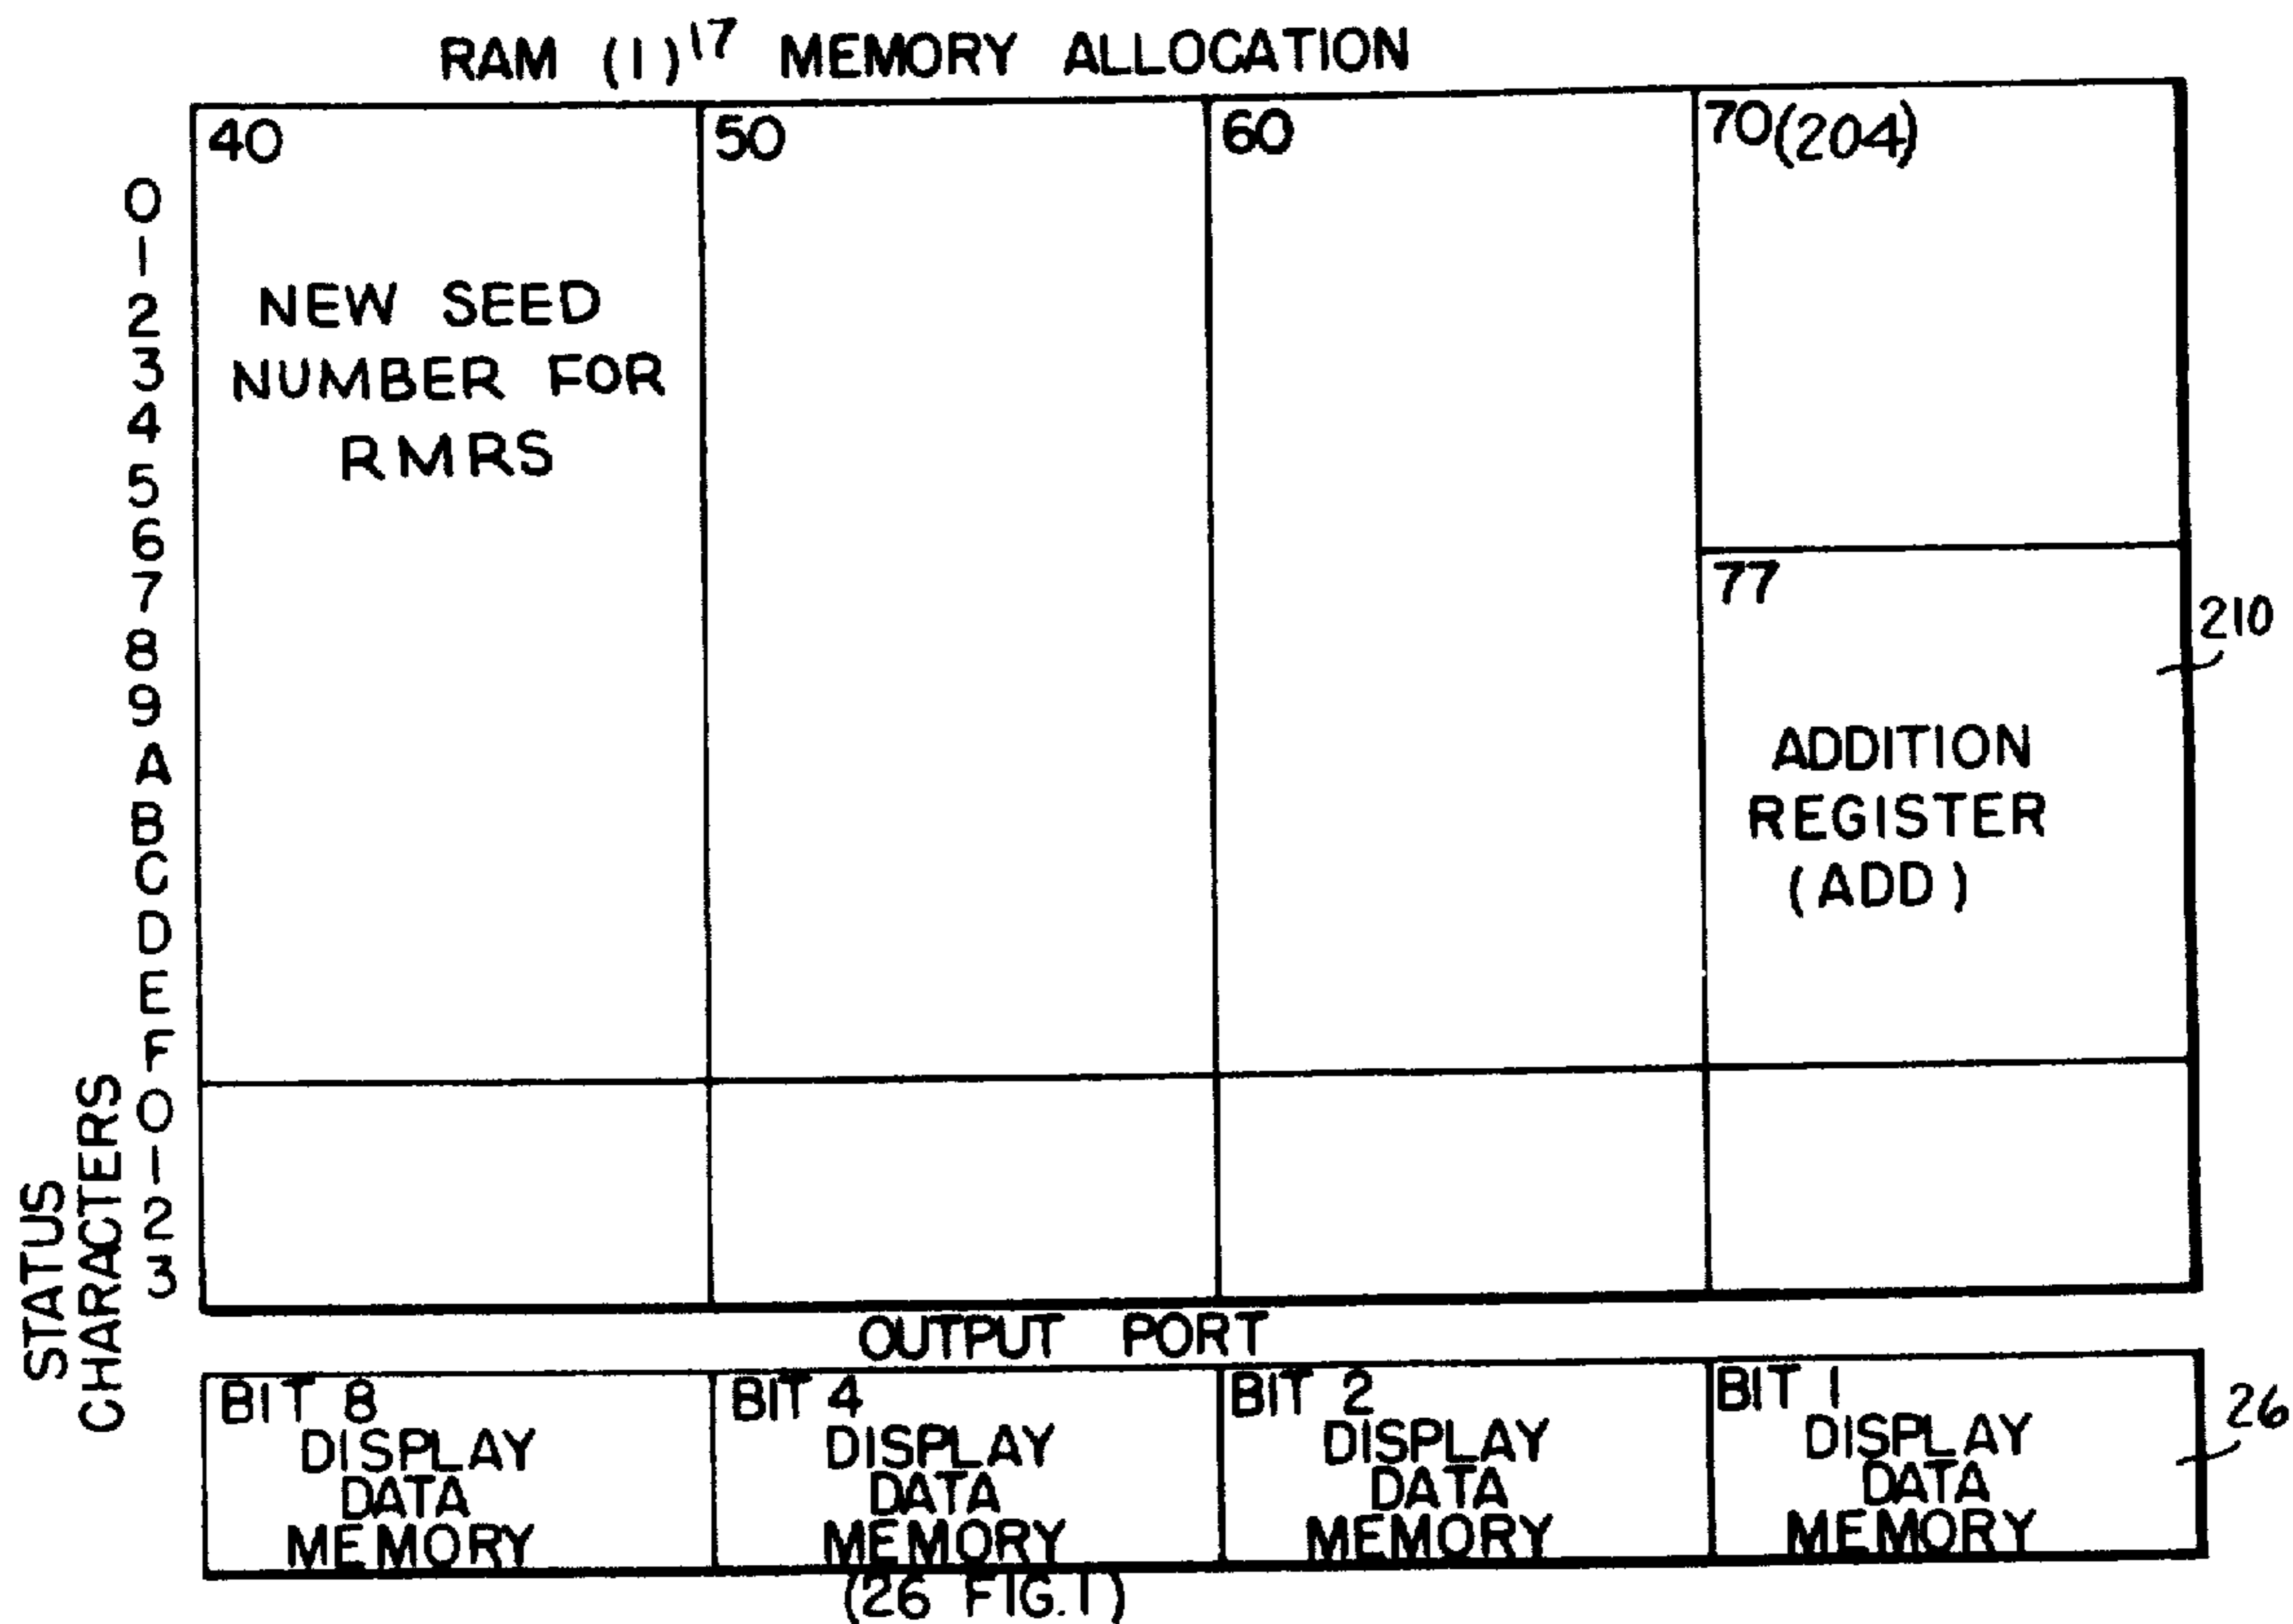 RAM (1) 17 MEMORY ALLOCATION
40
50
60
70(204)
0
1
2
3
4
5
6
7
8
9
A
B
C
D
E
F
NEW SEED
NUMBER FOR
RMRS
77
210
ADDITION
REGISTER
(ADD)
STATUS
CHARACTERS
0
1
2
3
OUTPUT PORT
BIT 8
DISPLAY
DATA
MEMORY
BIT 4
DISPLAY
DATA
MEMORY
BIT 2
DISPLAY
DATA
MEMORY
BIT 1
DISPLAY
DATA
MEMORY
26
(26 FIG.1)